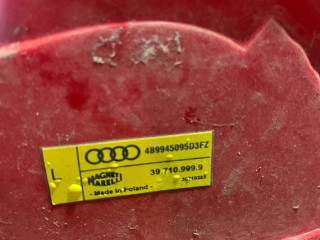 4B9945095D3FZ
L
39.710.999.9
MAGNETI
MARELLI
- Made in Poland -